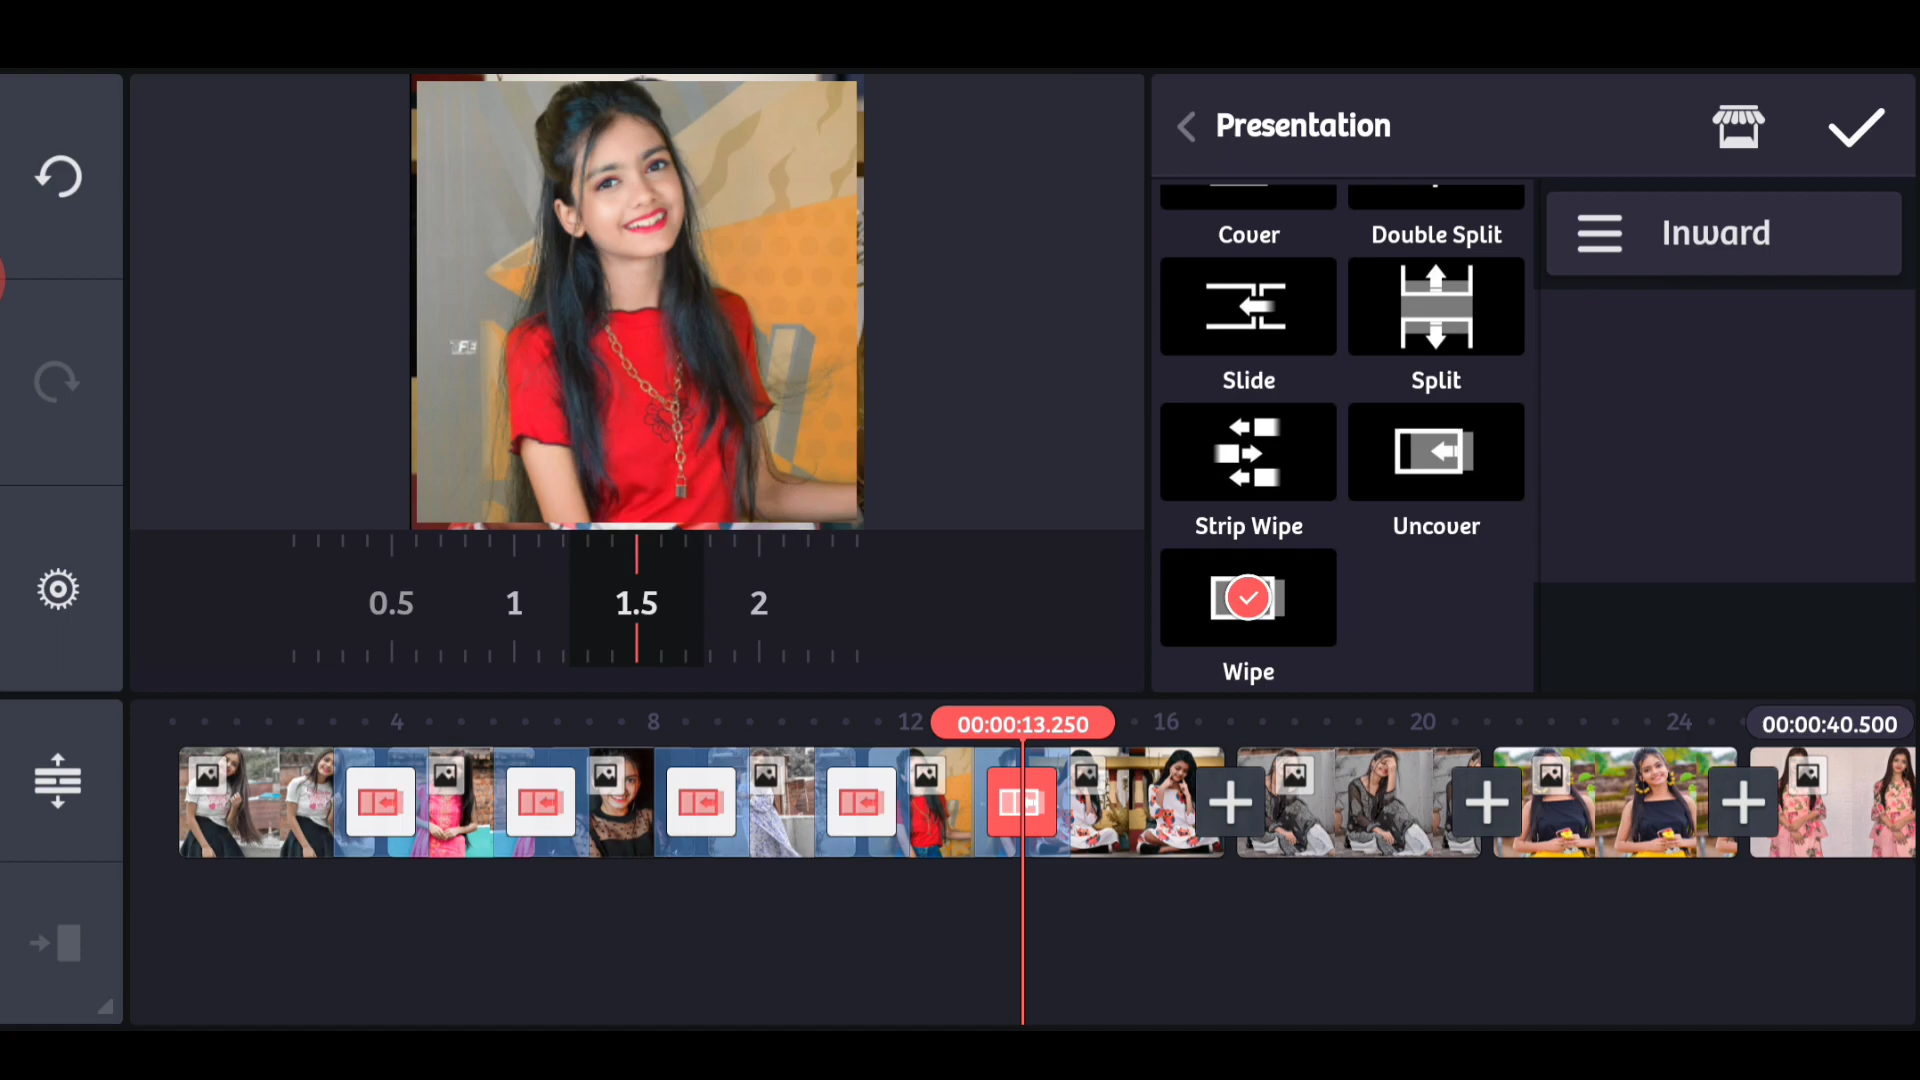 Presentation
Inward
Cover
Double Split
Slide
Split
Strip Wipe
Uncover
Wipe
0.5
1
1.5
2
4
8
12
00:00:13.250
16
20
24
00:00:40.500